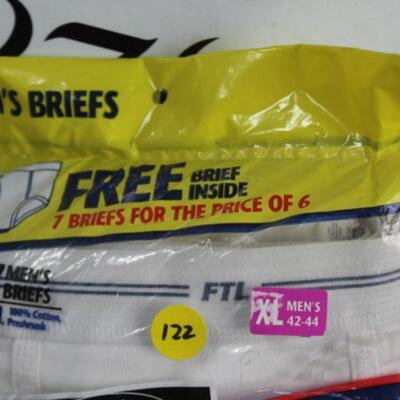 'S BRIEFS
FREE BRIEF INSIDE
7 BRIEFS FOR THE PRICE OF 6
MEN'S
BRIEFS
100% Cotton,
Preshrunk
FTL
XL MEN'S
42-44
122